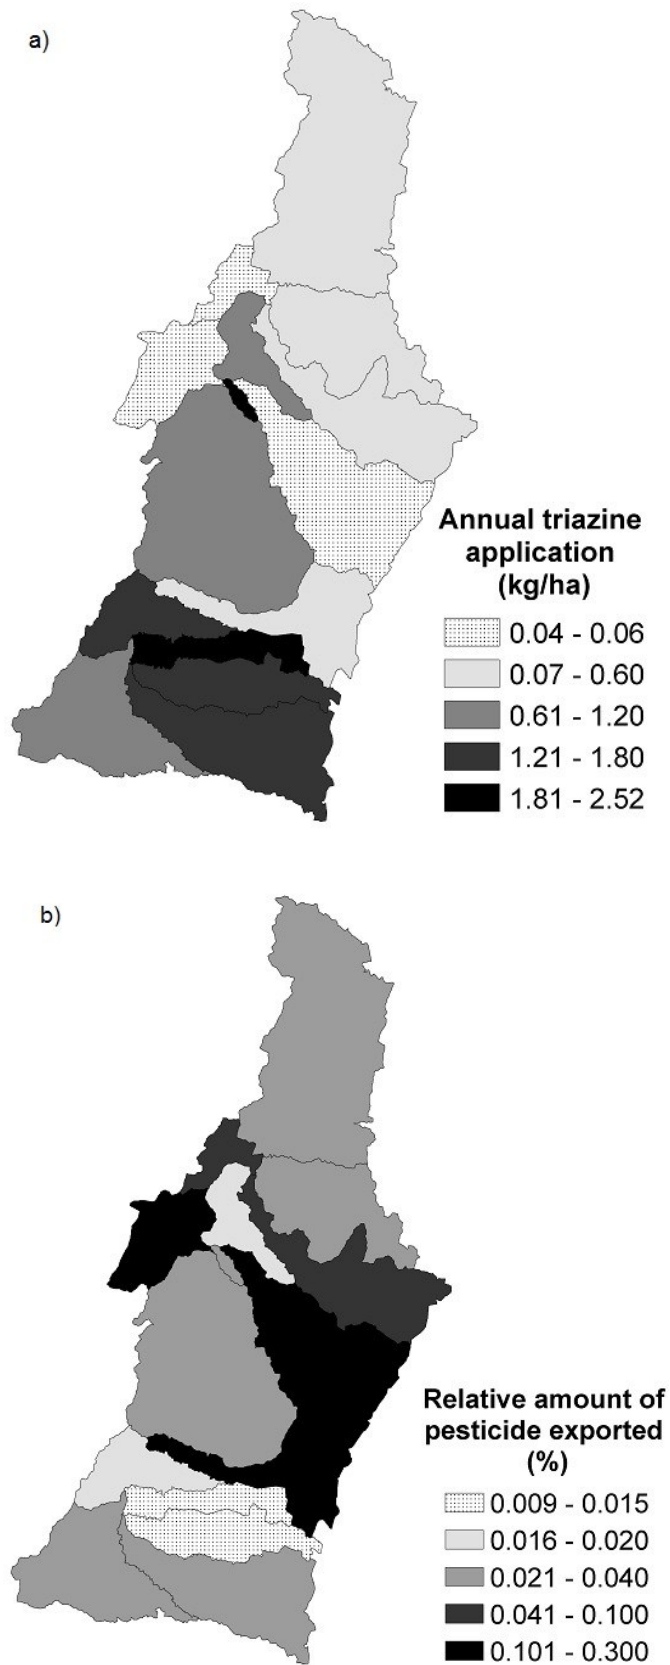 a)
Annual triazine
application
(kg/ha)
0.04 - 0.06
0.07 - 0.60
0.61 - 1.20
1.21 - 1.80
1.81 - 2.52
b)
Relative amount of
pesticide exported
(%)
0.009 - 0.015
0.016 - 0.020
0.021 - 0.040
0.041 - 0.100
0.101 - 0.300